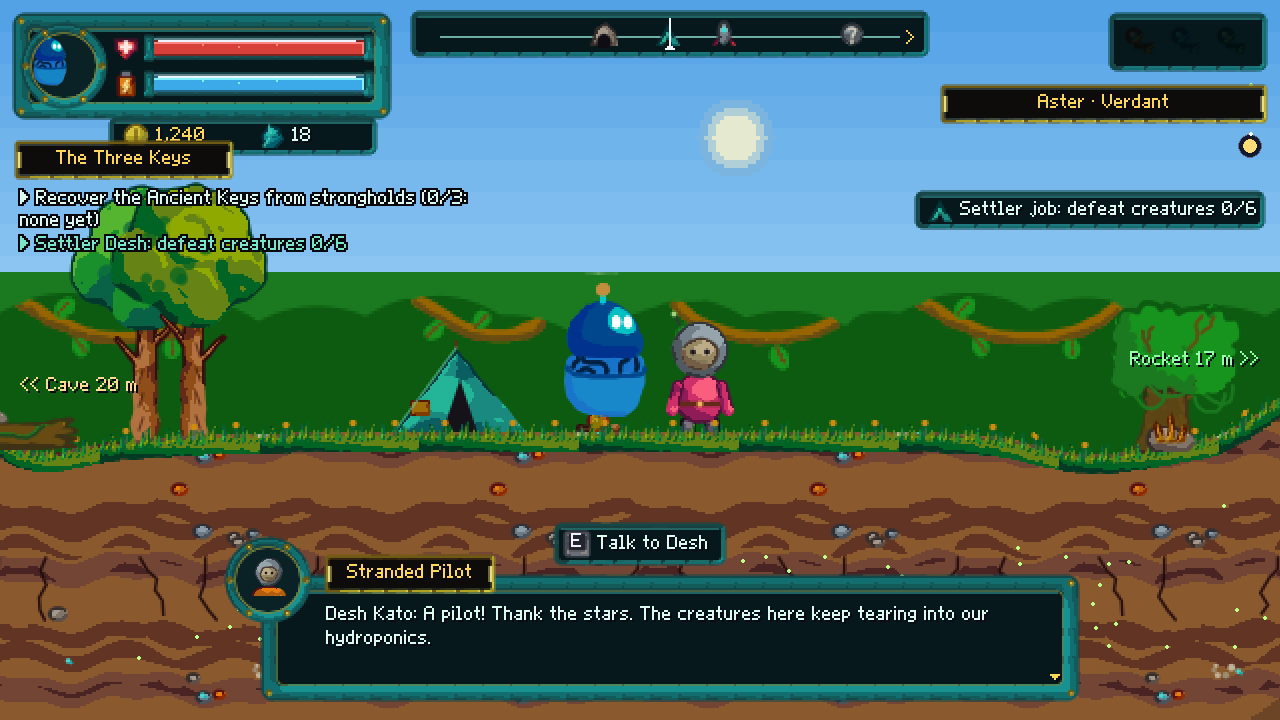 1,240
18
?
Aster · Verdant
The Three Keys
Recover the Ancient Keys from strongholds (0/3:
none yet)
Settler Desh: defeat creatures 0/6
Settler job: defeat creatures 0/6
<< Cave 20 m
Rocket 17 m >>
E Talk to Desh
Stranded Pilot
Desh Kato: A pilot! Thank the stars. The creatures here keep tearing into our
hydroponics.